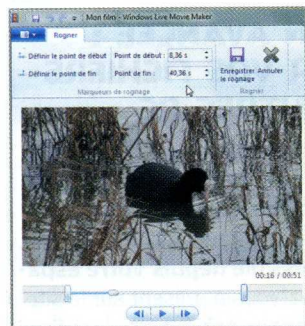 Mon film - Windows Live Movie Maker
Rogner
Définir le point de début Point de début : 8,36 s
Définir le point de fin Point de fin : 40,36 s
Enregistrer le rognage
Annuler
Marqueurs de rognage Rogner
00:16 / 00:51